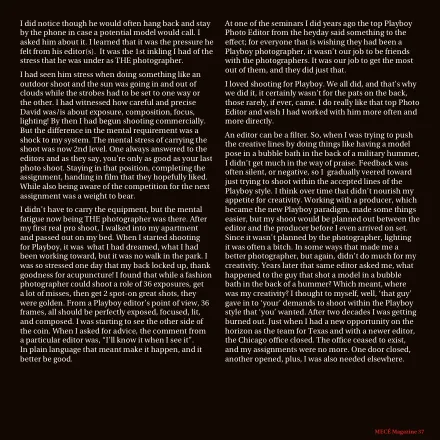 I did notice though he would often hang back and stay
by the phone in case a potential model would call. I
asked him about it. I learned that it was the pressure he
felt from his editor(s).  It was the 1st inkling I had of the
stress that he was under as THE photographer.
I had seen him stress when doing something like an
outdoor shoot and the sun was going in and out of
clouds while the strobes had to be set to one way or
the other. I had witnessed how careful and precise
David was/is about exposure, composition, focus,
lighting! By then I had begun shooting commercially.
But the difference in the mental requirement was a
shock to my system. The mental stress of carrying the
shoot was now 2nd level. One always answered to the
editors and as they say, you're only as good as your last
photo shoot. Staying in that position, completing the
assignment, handing in film that they hopefully liked.
While also being aware of the competition for the next
assignment was a weight to bear.
I didn't have to carry the equipment, but the mental
fatigue now being THE photographer was there. After
my first real pro shoot, I walked into my apartment
and passed out on my bed. When I started shooting
for Playboy, it was  what I had dreamed, what I had
been working toward, but it was no walk in the park. I
was so stressed one day that my back locked up, thank
goodness for acupuncture! I found that while a fashion
photographer could shoot a role of 36 exposures, get
a lot of misses, then get 2 spot-on great shots, they
were golden. From a Playboy editor's point of view, 36
frames, all should be perfectly exposed, focused, lit,
and composed. I was starting to see the other side of
the coin. When I asked for advice, the comment from
a particular editor was, "I'll know it when I see it".
In plain language that meant make it happen, and it
better be good.
At one of the seminars I did years ago the top Playboy
Photo Editor from the heyday said something to the
effect; for everyone that is wishing they had been a
Playboy photographer, it wasn't our job to be friends
with the photographers. It was our job to get the most
out of them, and they did just that.
I loved shooting for Playboy. We all did, and that's why
we did it, it certainly wasn't for the pats on the back,
those rarely, if ever, came. I do really like that top Photo
Editor and wish I had worked with him more often and
more directly.
An editor can be a filter. So, when I was trying to push
the creative lines by doing things like having a model
pose in a bubble bath in the back of a military hummer,
I didn't get much in the way of praise. Feedback was
often silent, or negative, so I  gradually veered toward
just trying to shoot within the accepted lines of the
Playboy style. I think over time that didn't nourish my
appetite for creativity. Working with a producer, which
became the new Playboy paradigm, made some things
easier, but my shoot would be planned out between the
editor and the producer before I even arrived on set.
Since it wasn't planned by the photographer, lighting
it was often a bitch. In some ways that made me a
better photographer, but again, didn't do much for my
creativity. Years later that same editor asked me, what
happened to the guy that shot a model in a bubble
bath in the back of a hummer? Which meant, where
was my creativity? I thought to myself, well, 'that guy'
gave in to 'your' demands to shoot within the Playboy
style that 'you' wanted. After two decades I was getting
burned out. Just when I had a new opportunity on the
horizon as the team for Texas and with a newer editor,
the Chicago office closed. The office ceased to exist,
and my assignments were no more. One door closed,
another opened, plus, I was also needed elsewhere.
MECE Magazine 37